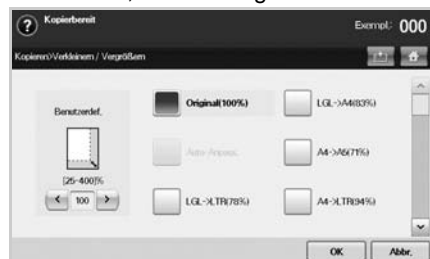 Kopierbereit
Exempl.: 000
Kopieren>Verkleinern / Vergrößern
Benutzerdef.
[25-400]%
100
Original(100%)
LGL->A4(83%)
Auto-Anpass.
A4->A5(71%)
LGL->LTR(78%)
A4->LTR(94%)
OK
Abbr.